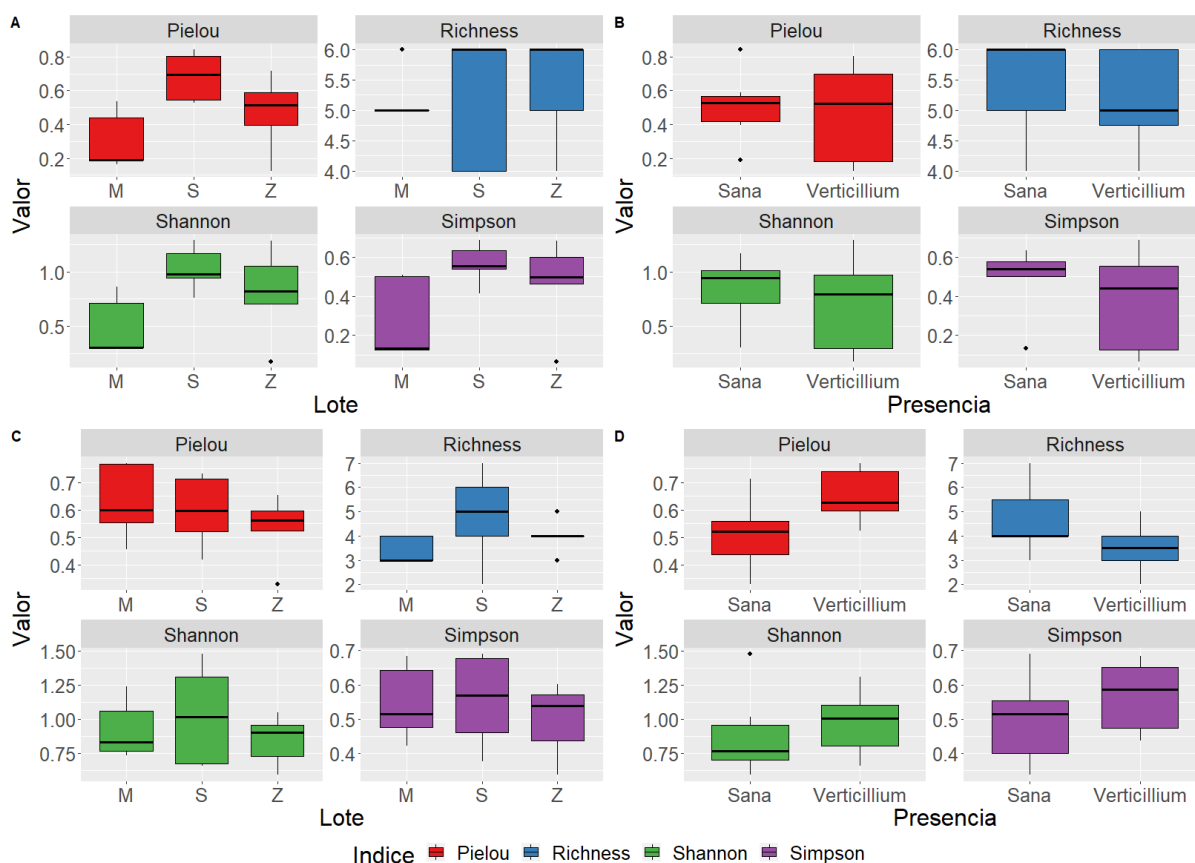 A
B
Pielou Richness
Pielou Richness
0.8
0.6
0.4
0.2
6.0
5.5
5.0
4.5
4.0
M S Z
M S Z
0.8
0.6
0.4
0.2
6.0
5.5
5.0
4.5
4.0
Sana Verticillium
Sana Verticillium
Valor
Valor
Shannon Simpson
Shannon Simpson
1.0
0.5
0.6
0.4
0.2
M S Z
M S Z
1.0
0.5
0.6
0.4
0.2
Sana Verticillium
Sana Verticillium
Lote
Presencia
C
D
Pielou Richness
Pielou Richness
0.7
0.6
0.5
0.4
7
6
5
4
3
2
M S Z
M S Z
0.7
0.6
0.5
0.4
7
6
5
4
3
2
Sana Verticillium
Sana Verticillium
Valor
Valor
Shannon Simpson
Shannon Simpson
1.50
1.25
1.00
0.75
0.7
0.6
0.5
0.4
M S Z
M S Z
1.50
1.25
1.00
0.75
0.7
0.6
0.5
0.4
Sana Verticillium
Sana Verticillium
Lote
Presencia
Indice Pielou Richness Shannon Simpson